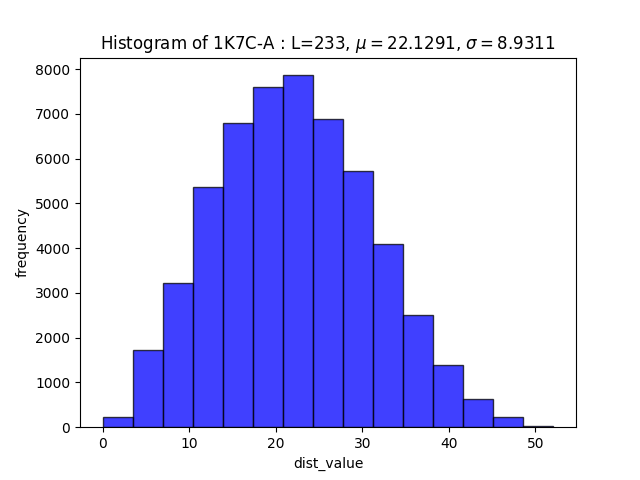 Histogram of 1K7C-A : L=233, μ = 22.1291, σ = 8.9311
8000
7000
6000
5000
4000
3000
2000
1000
0
frequency
0 10 20 30 40 50
dist_value